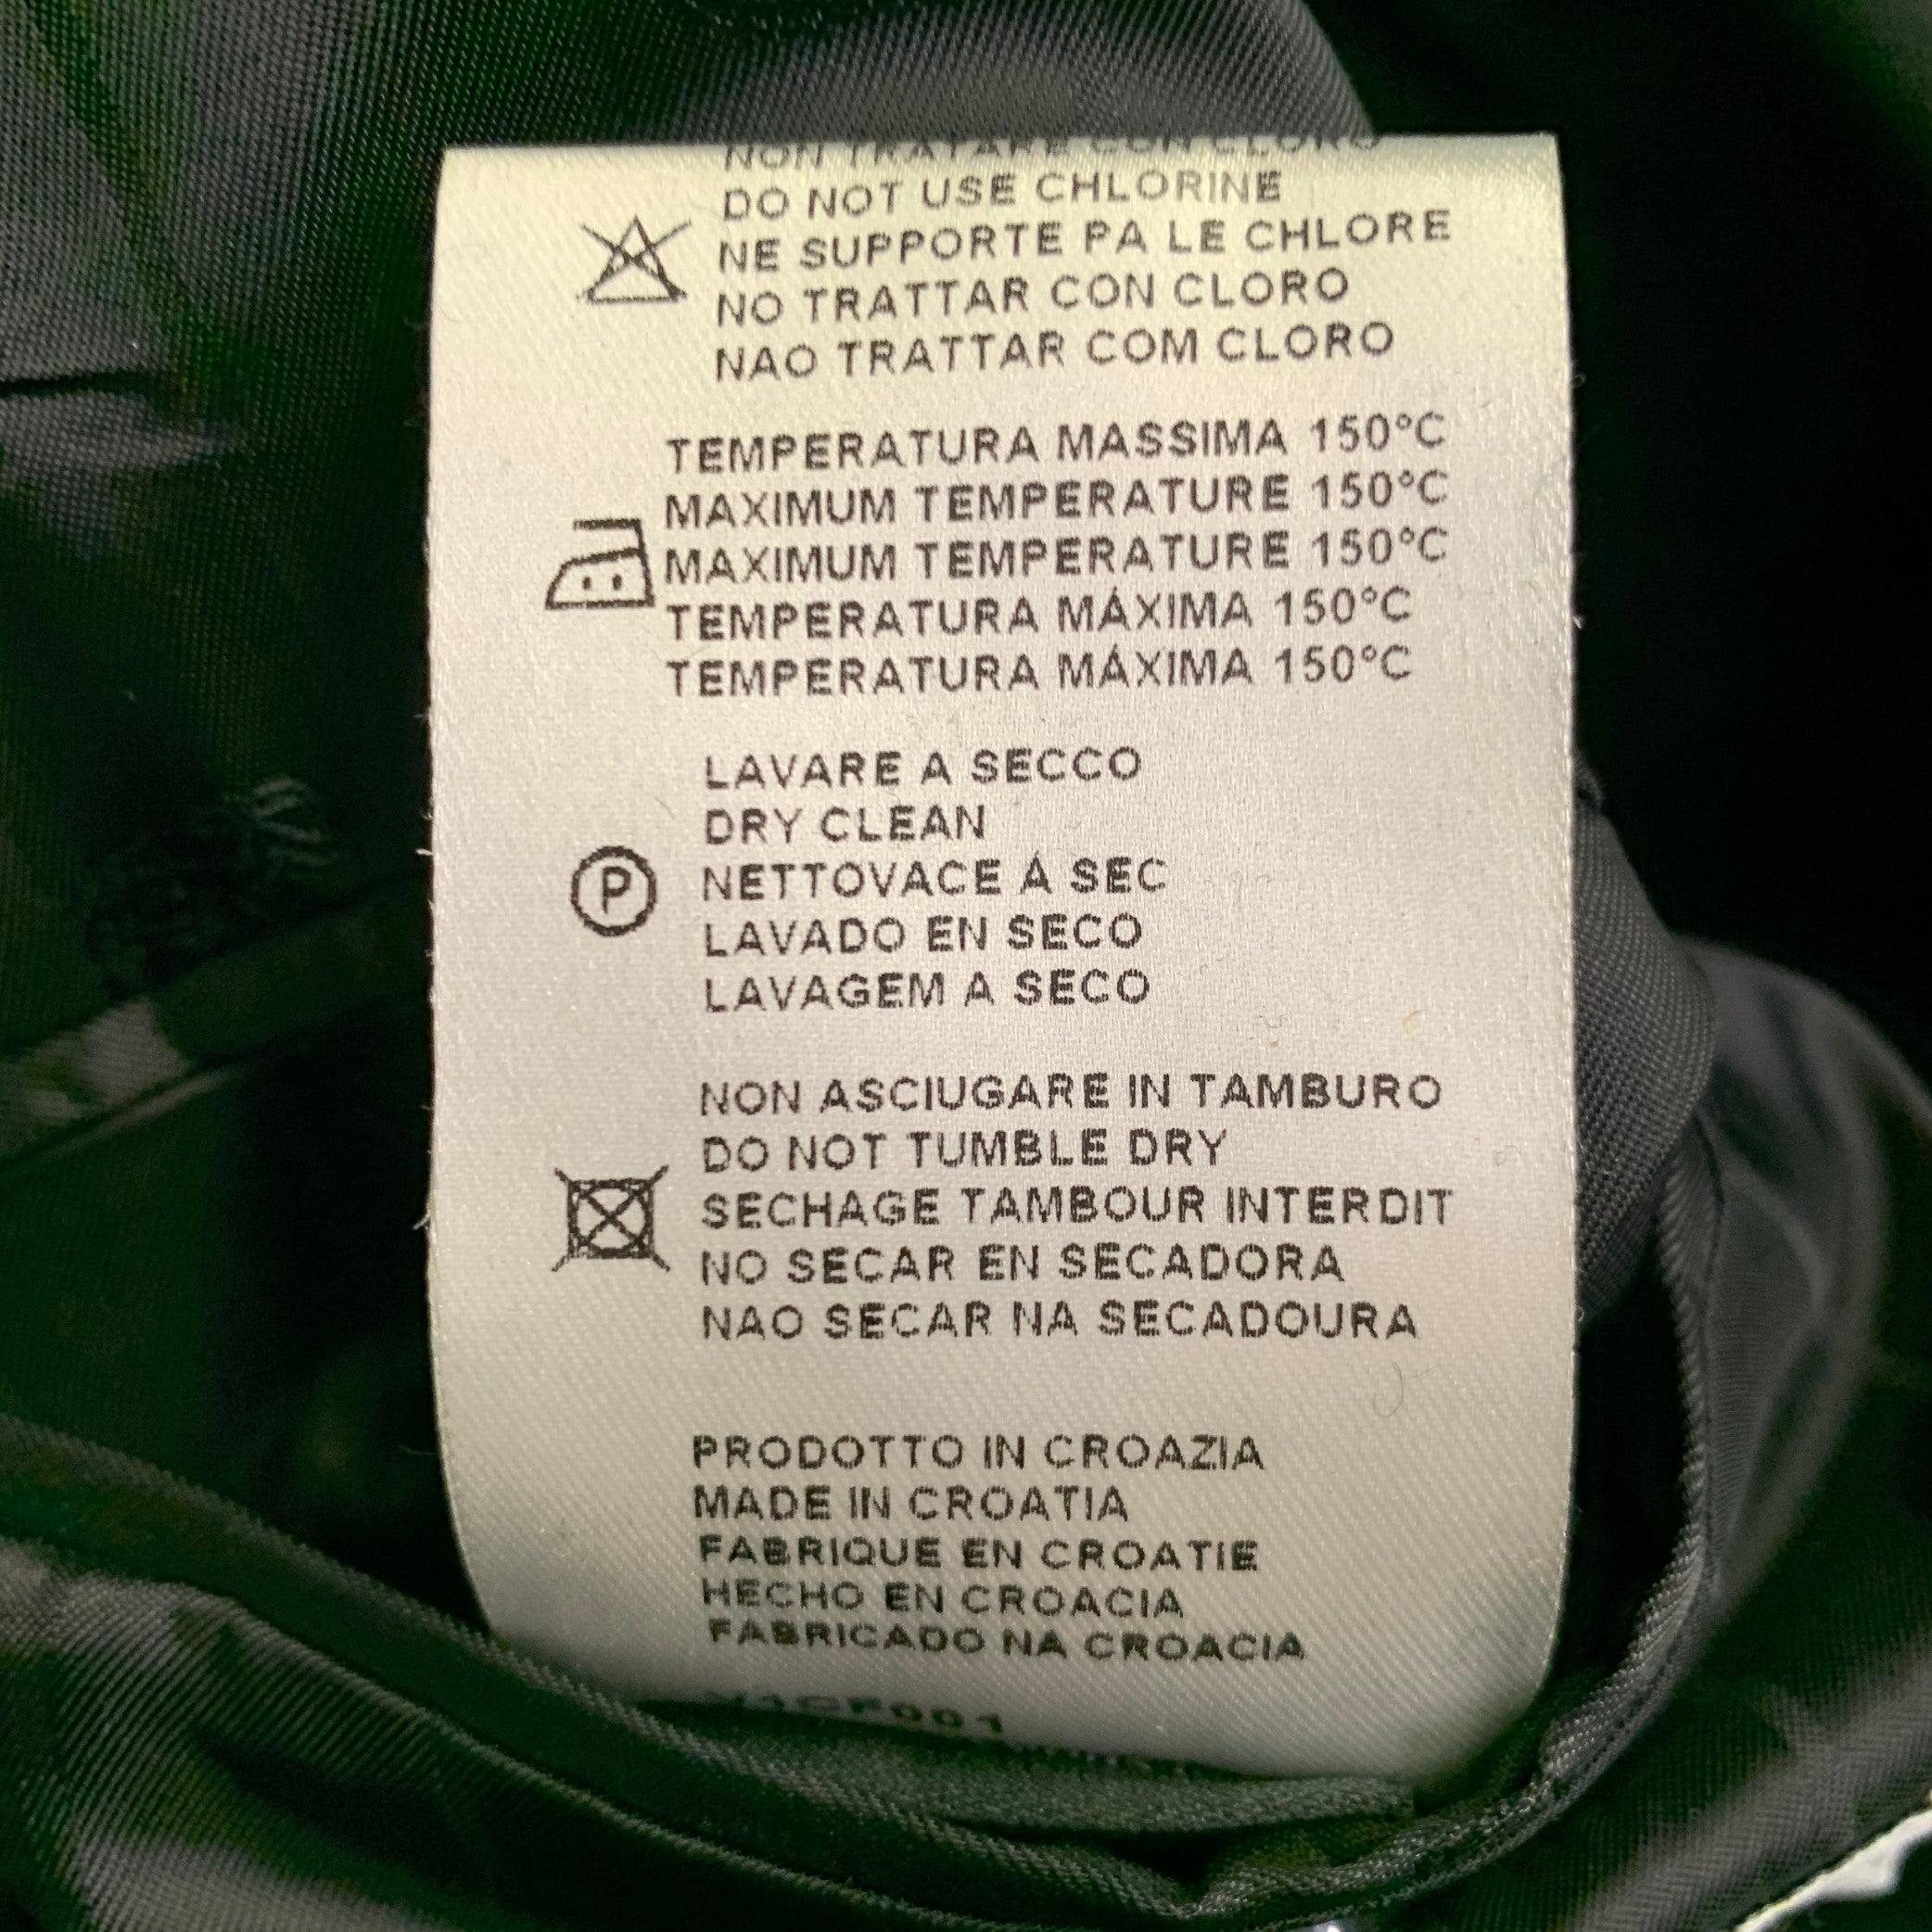 NON TRATARE CON CLORO
DO NOT USE CHLORINE
NE SUPPORTE PA LE CHLORE
NO TRATTAR CON CLORO
NAO TRATTAR COM CLORO
TEMPERATURA MASSIMA 150°C
MAXIMUM TEMPERATURE 150°C
MAXIMUM TEMPERATURE 150°C
TEMPERATURA MÁXIMA 150°C
TEMPERATURA MÁXIMA 150°C
LAVARE A SECCO
DRY CLEAN
P
NETTOVACE Á SEC
LAVADO EN SECO
LAVAGEM A SECO
NON ASCIUGARE IN TAMBURO
DO NOT TUMBLE DRY
SECHAGE TAMBOUR INTERDIT
NO SECAR EN SECADORA
NAO SECAR NA SECADOURA
PRODOTTO IN CROAZIA
MADE IN CROATIA
FABRIQUE EN CROATIE
HECHO EN CROACIA
FABRICADO NA CROACIA